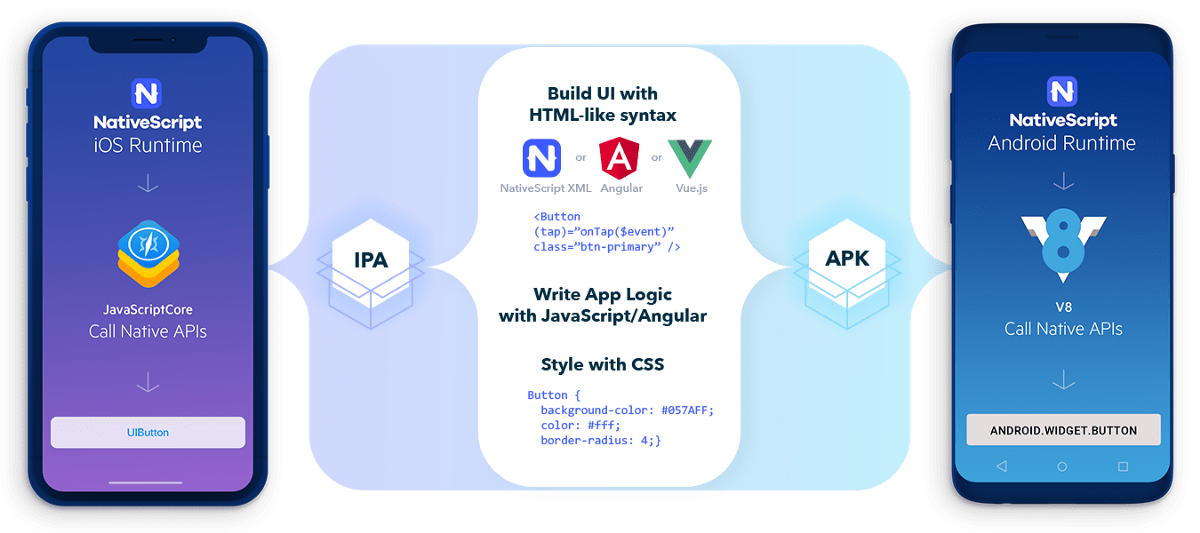 NativeScript
iOS Runtime
JavaScriptCore
Call Native APIs
UIButton
IPA
Build UI with
HTML-like syntax
or
or
NativeScript XML
Angular
Vue.js
<Button
(tap)=”onTap($event)”
class=”btn-primary” />
Write App Logic
with JavaScript/Angular
Style with CSS
Button {
background-color: #057AFF;
color: #fff;
border-radius: 4;}
APK
NativeScript
Android Runtime
8
V8
Call Native APIs
ANDROID.WIDGET.BUTTON